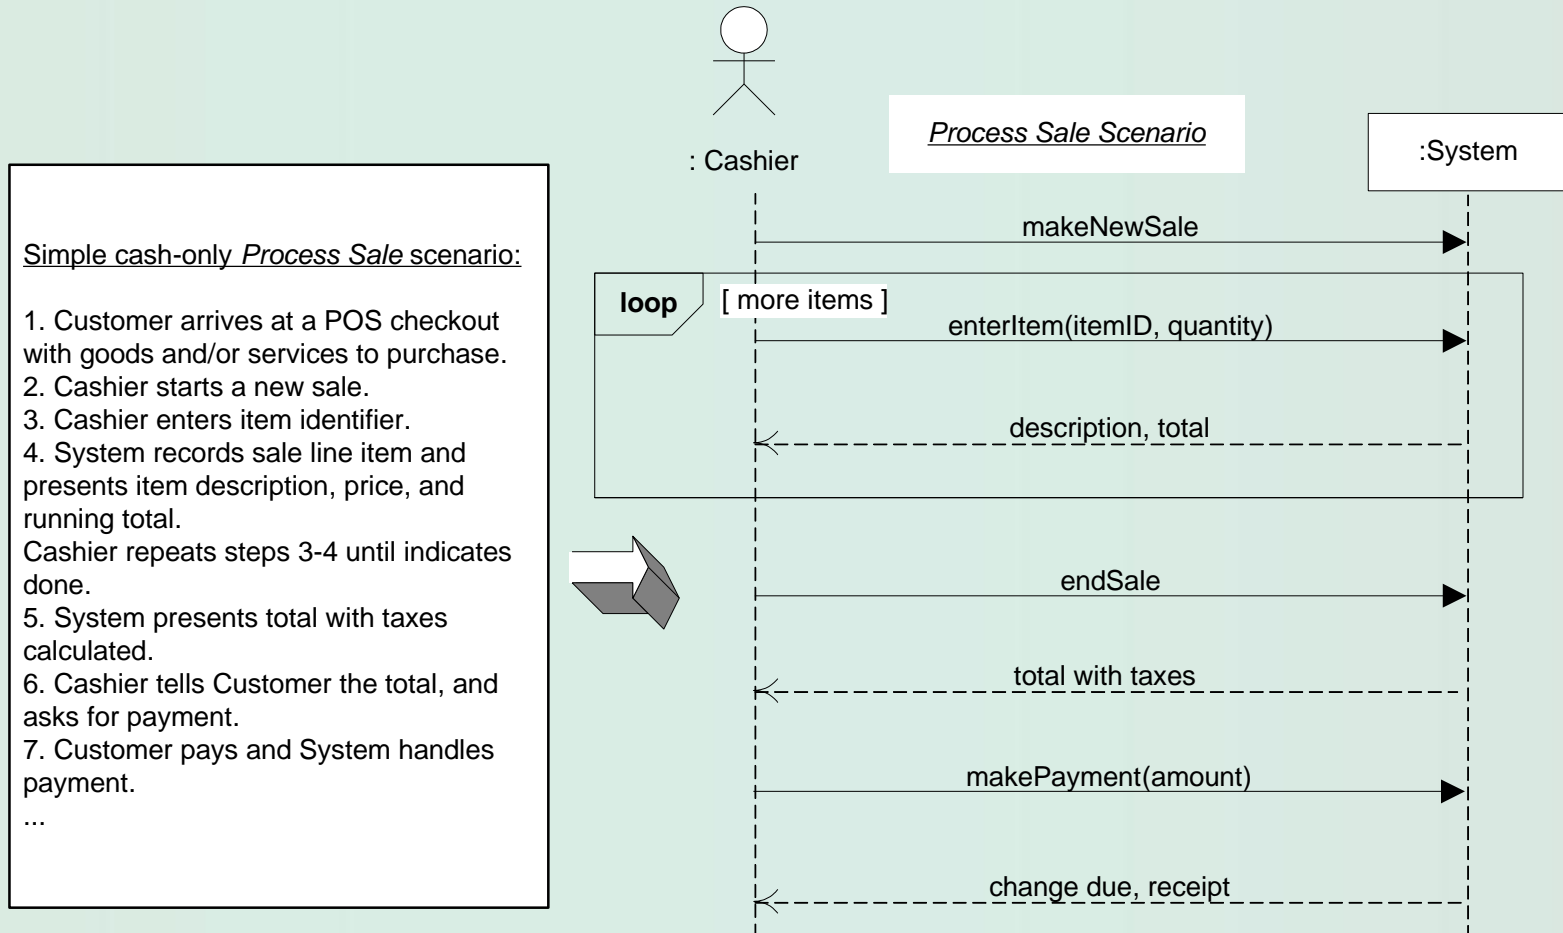 Simple cash-only Process Sale scenario:
1. Customer arrives at a POS checkout
with goods and/or services to purchase.
2. Cashier starts a new sale.
3. Cashier enters item identifier.
4. System records sale line item and
presents item description, price, and
running total.
Cashier repeats steps 3-4 until indicates
done.
5. System presents total with taxes
calculated.
6. Cashier tells Customer the total, and
asks for payment.
7. Customer pays and System handles
payment.
...
: Cashier
Process Sale Scenario
:System
makeNewSale
loop
[ more items ]
enterItem(itemID, quantity)
description, total
endSale
total with taxes
makePayment(amount)
change due, receipt